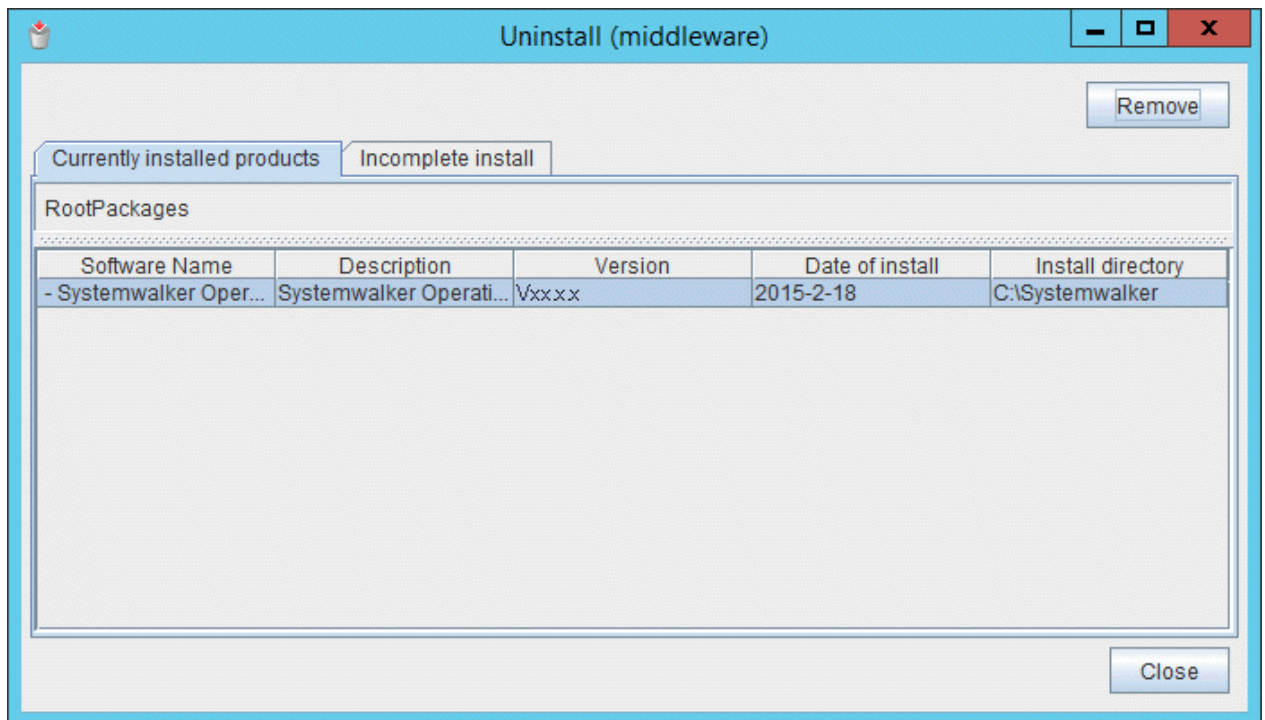 Uninstall (middleware)
Remove
Currently installed products Incomplete install
RootPackages
Software Name Description Version Date of install Install directory
- Systemwalker Oper... Systemwalker Operati... Vxxxx 2015-2-18 C:\Systemwalker
Close